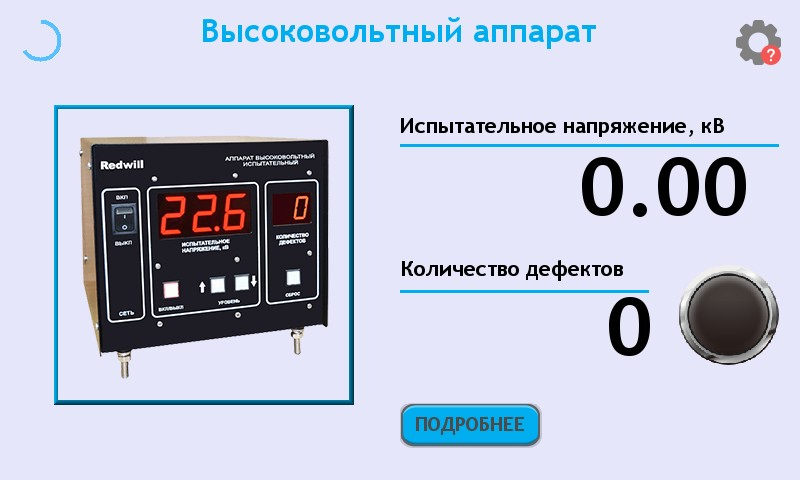 Высоковольтный аппарат
?
Испытательное напряжение, кВ
0.00
Количество дефектов
0
ПОДРОБНЕЕ
Redwill
АППАРАТ ВЫСОКОВОЛЬТНЫЙ
ИСПЫТАТЕЛЬНЫЙ
ВКЛ
ВЫКЛ
СЕТЬ
22.6
ИСПЫТАТЕЛЬНОЕ
НАПРЯЖЕНИЕ, кВ
ВКЛ/ВЫКЛ
УРОВЕНЬ
0
КОЛИЧЕСТВО
ДЕФЕКТОВ
СБРОС